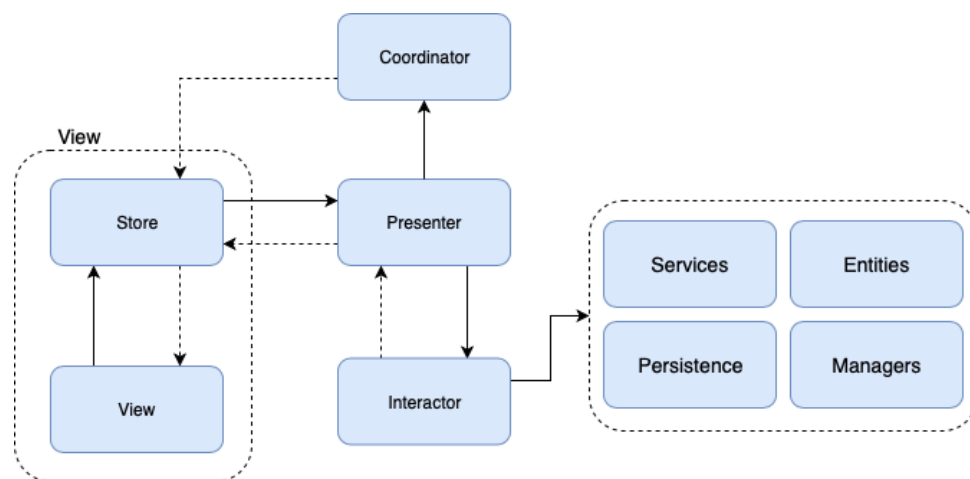 Coordinator
View
Store
Presenter
Services
Entities
Persistence
Managers
View
Interactor